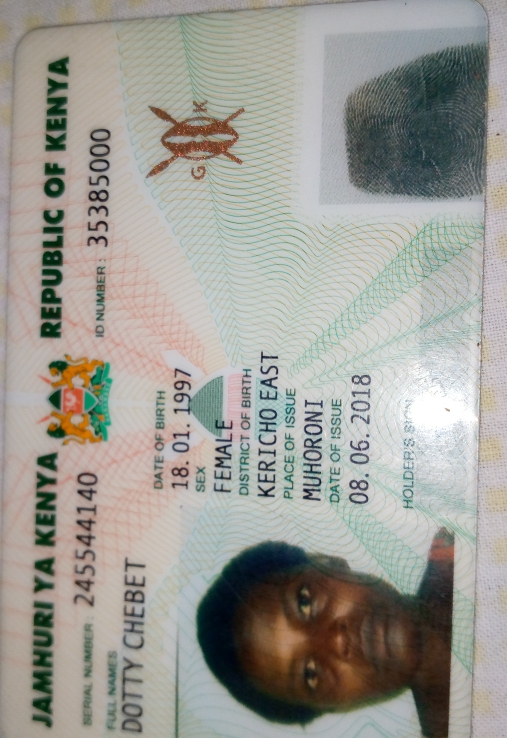 JAMHURI YA KENYA REPUBLIC OF KENYA
SERIAL NUMBER: 245544140 ID NUMBER: 35385000
FULL NAMES
DOTTY CHEBET
DATE OF BIRTH
18.01.1997
SEX
FEMALE
DISTRICT OF BIRTH
KERICHO EAST
PLACE OF ISSUE
MUHORONI
DATE OF ISSUE
08.06.2018
HOLDER'S SIGN
G K